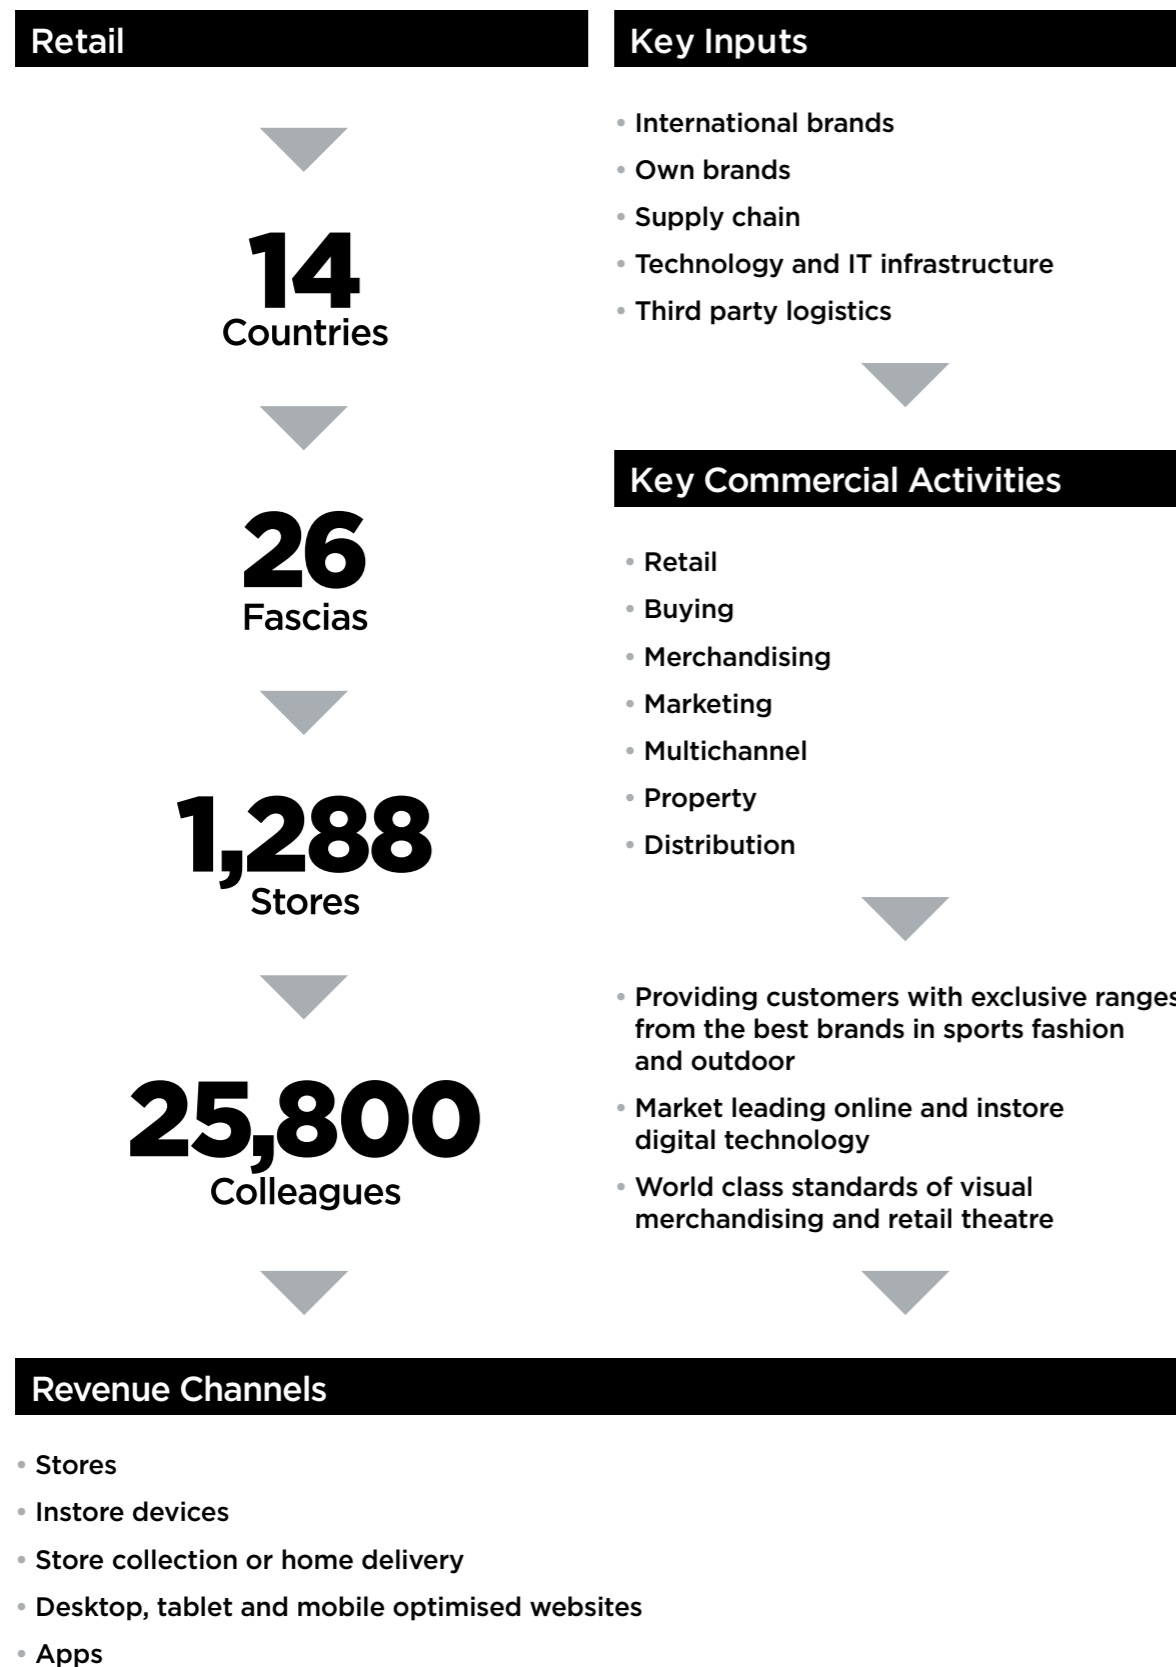 Retail
14
Countries
26
Fascias
1,288
Stores
25,800
Colleagues
Key Inputs
• International brands
• Own brands
• Supply chain
• Technology and IT infrastructure
• Third party logistics
Key Commercial Activities
• Retail
• Buying
• Merchandising
• Marketing
• Multichannel
• Property
• Distribution
• Providing customers with exclusive ranges
from the best brands in sports fashion
and outdoor
• Market leading online and instore
digital technology
• World class standards of visual
merchandising and retail theatre
Revenue Channels
• Stores
• Instore devices
• Store collection or home delivery
• Desktop, tablet and mobile optimised websites
• Apps